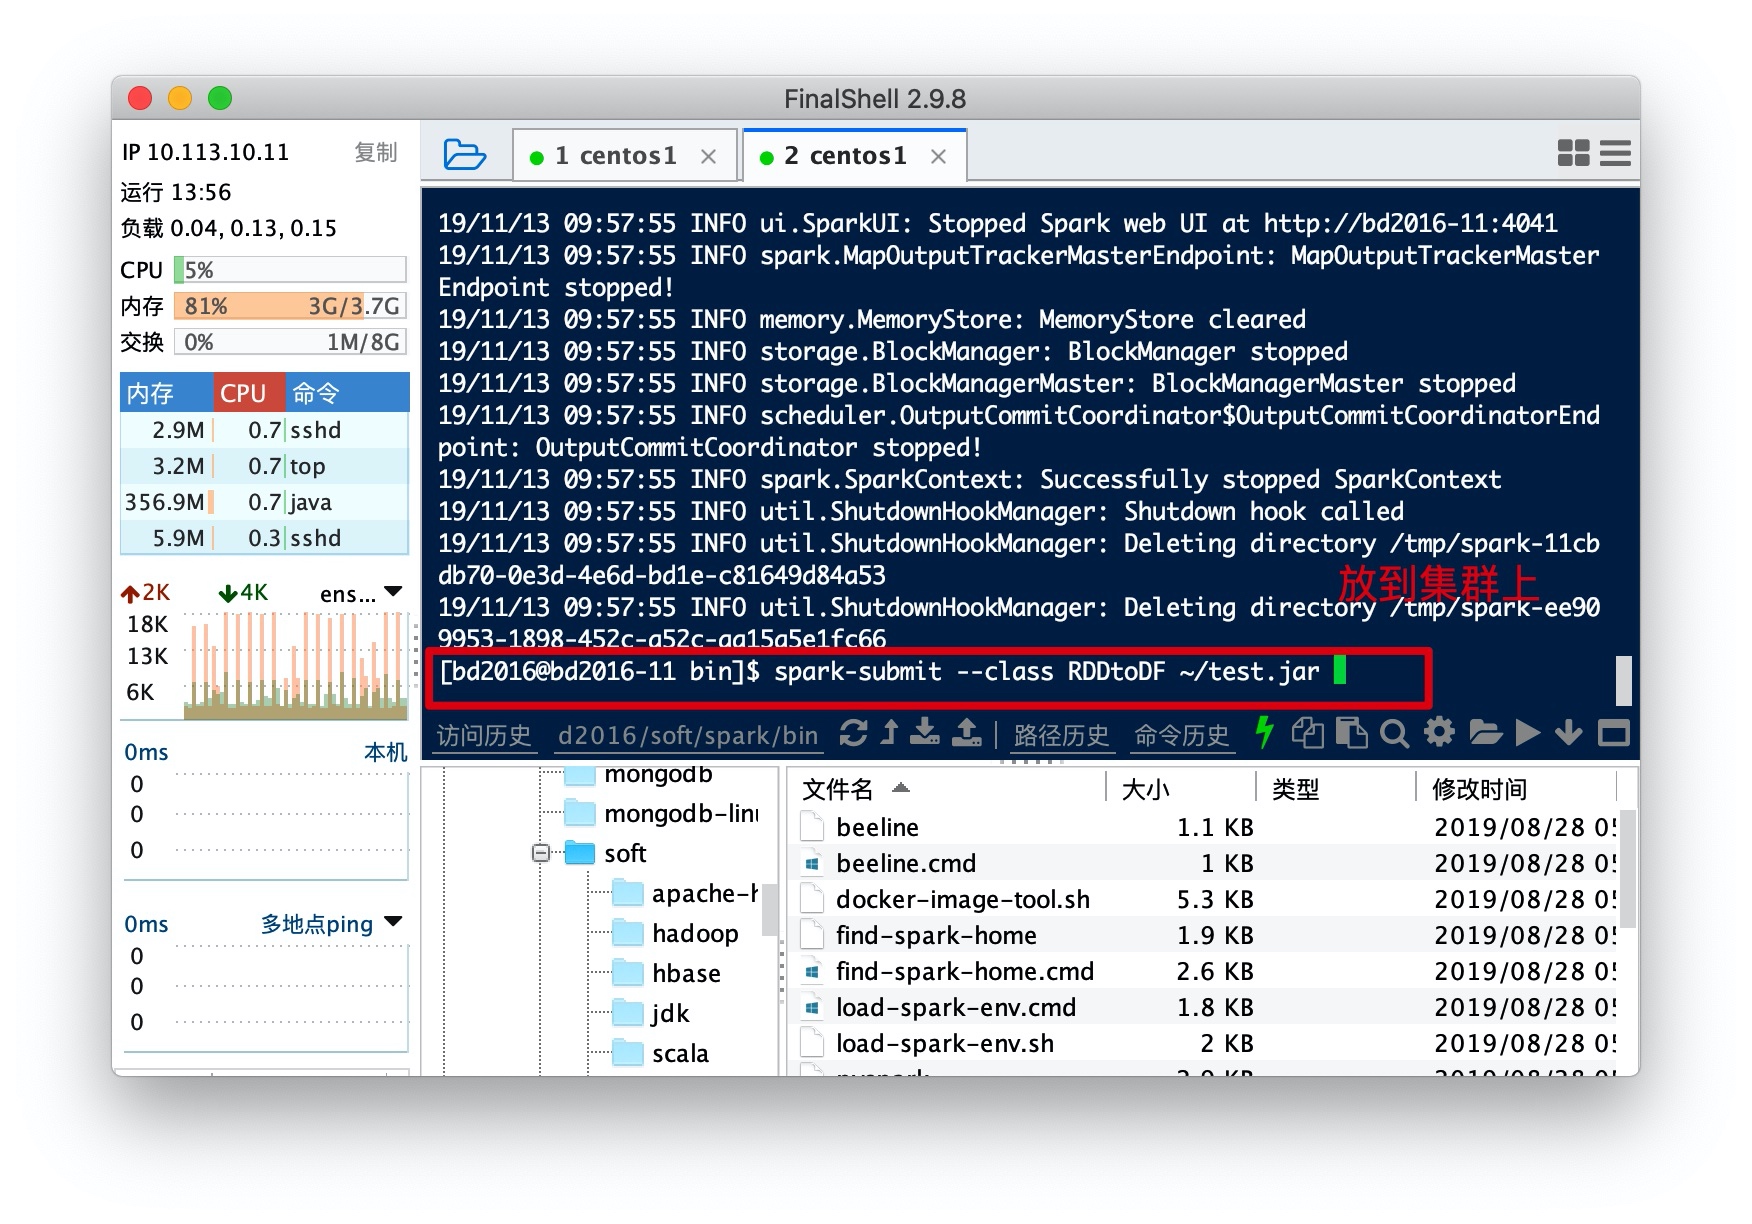 FinalShell 2.9.8
IP 10.113.10.11 复制
运行 13:56
负载 0.04, 0.13, 0.15
CPU 5%
内存 81% 3G/3.7G
交换 0% 1M/8G
内存 CPU 命令
2.9M 0.7 sshd
3.2M 0.7 top
356.9M 0.7 java
5.9M 0.3 sshd
2K 4K ens...
18K
13K
6K
0ms 本机
0
0
0
0ms 多地点ping
0
0
0
1 centos1 2 centos1
19/11/13 09:57:55 INFO ui.SparkUI: Stopped Spark web UI at http://bd2016-11:4041
19/11/13 09:57:55 INFO spark.MapOutputTrackerMasterEndpoint: MapOutputTrackerMaster
Endpoint stopped!
19/11/13 09:57:55 INFO memory.MemoryStore: MemoryStore cleared
19/11/13 09:57:55 INFO storage.BlockManager: BlockManager stopped
19/11/13 09:57:55 INFO storage.BlockManagerMaster: BlockManagerMaster stopped
19/11/13 09:57:55 INFO scheduler.OutputCommitCoordinator$OutputCommitCoordinatorEnd
point: OutputCommitCoordinator stopped!
19/11/13 09:57:55 INFO spark.SparkContext: Successfully stopped SparkContext
19/11/13 09:57:55 INFO util.ShutdownHookManager: Shutdown hook called
19/11/13 09:57:55 INFO util.ShutdownHookManager: Deleting directory /tmp/spark-11cb
db70-0e3d-4e6d-bd1e-c81649d84a53
放到集群上
19/11/13 09:57:55 INFO util.ShutdownHookManager: Deleting directory /tmp/spark-ee90
9953-1898-452c-a52c-aa15a5e1fc66
[bd2016@bd2016-11 bin]$ spark-submit --class RDDtoDF ~/test.jar
访问历史 d2016/soft/spark/bin 路径历史 命令历史
mongodb
mongodb-linu
soft
apache-h
hadoop
hbase
jdk
scala
文件名 大小 类型 修改时间
beeline 1.1 KB 2019/08/28 05
beeline.cmd 1 KB 2019/08/28 05
docker-image-tool.sh 5.3 KB 2019/08/28 05
find-spark-home 1.9 KB 2019/08/28 05
find-spark-home.cmd 2.6 KB 2019/08/28 05
load-spark-env.cmd 1.8 KB 2019/08/28 05
load-spark-env.sh 2 KB 2019/08/28 05